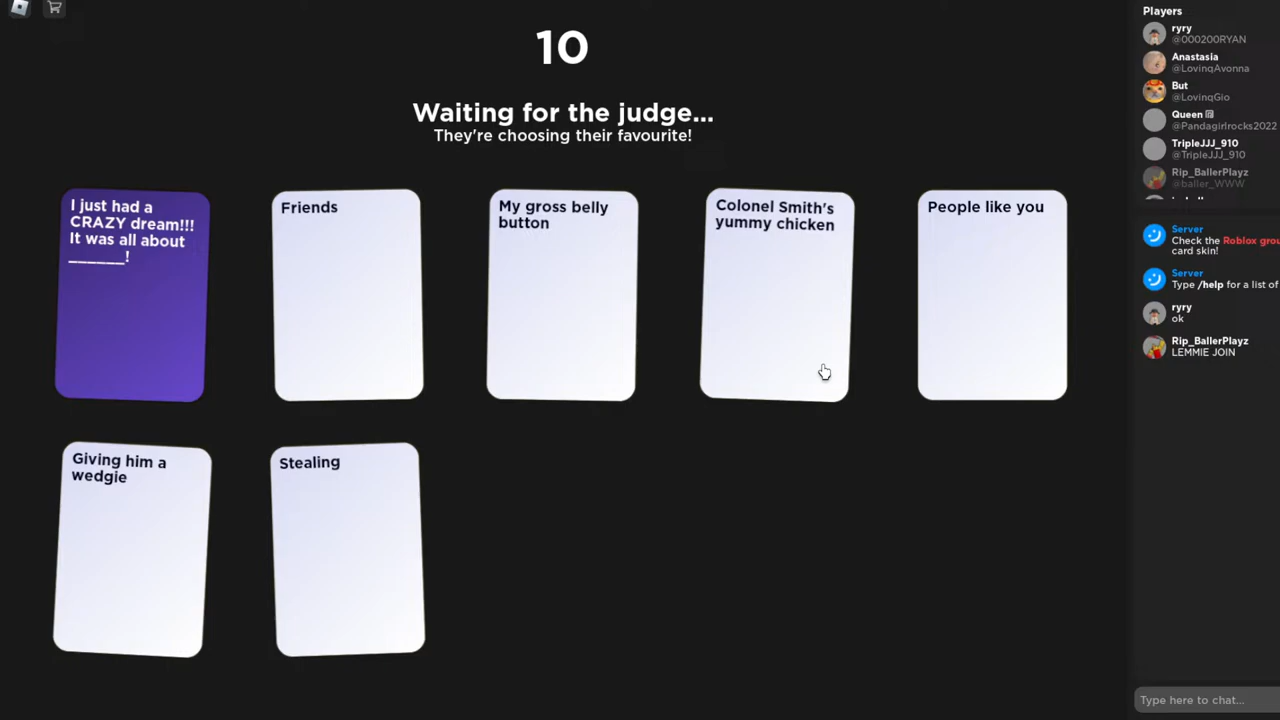 10
Waiting for the judge...
They're choosing their favourite!
I just had a
CRAZY dream!!!
It was all about
______!
Friends
My gross belly
button
Colonel Smith's
yummy chicken
People like you
Giving him a
wedgie
Stealing
Players
ryry
@000200RYAN
Anastasia
@LovingAvonna
But
@LovingGio
Queen
@Pandagirlrocks2022
TripleJJJ_910
@TripleJJJ_910
Rip_BallerPlayz
@baller_WWW
Server
Check the Roblox grou
card skin!
Server
Type /help for a list of
ryry
ok
Rip_BallerPlayz
LEMMIE JOIN
Type here to chat...